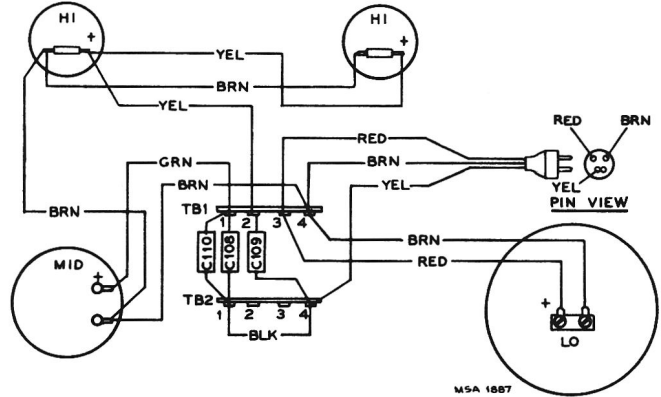 HI
+
HI
+
YEL
BRN
YEL
RED
RED
BRN
GRN
BRN
BRN
YEL
YEL
PIN VIEW
BRN
TB1
1
2
3
4
BRN
RED
C110
C108
C109
MID
+
TB2
1
2
3
4
BLK
+
LO
MSA 1887